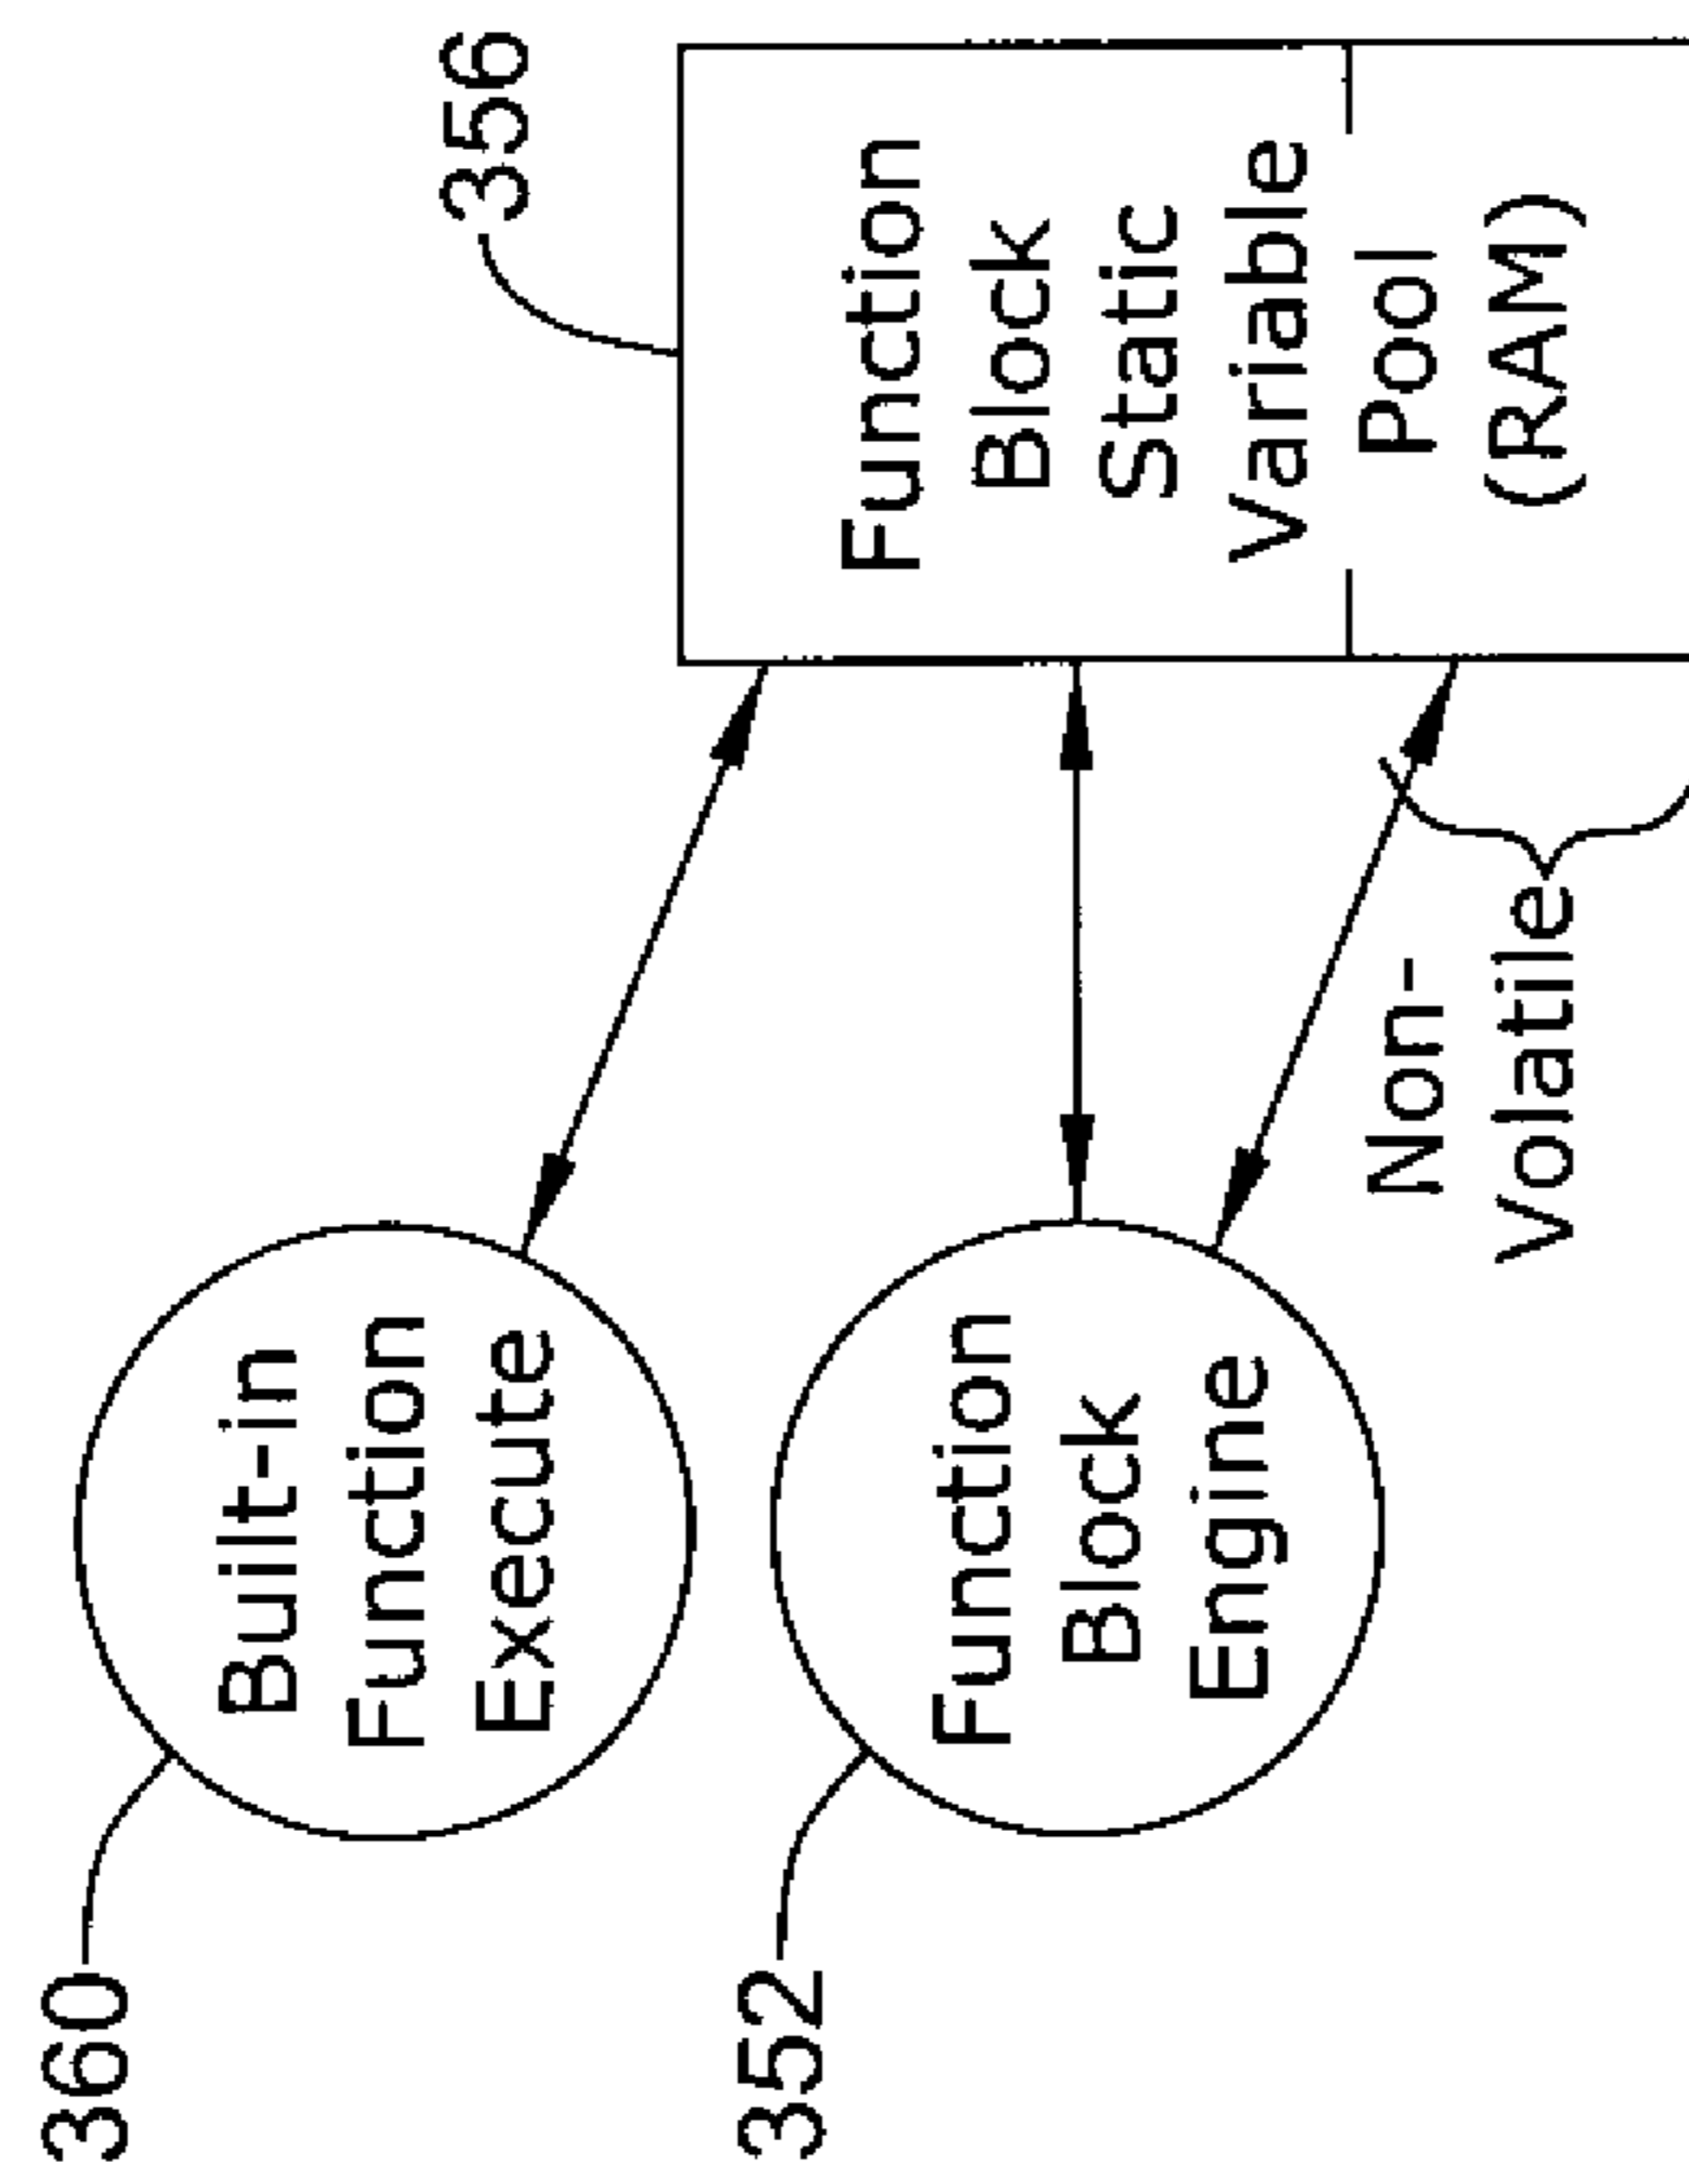 360
Built-in
Function
Execute
352
Function
Block
Engine
Non-
Volatile
356
Function
Block
Static
Variable
Pool
(RAM)